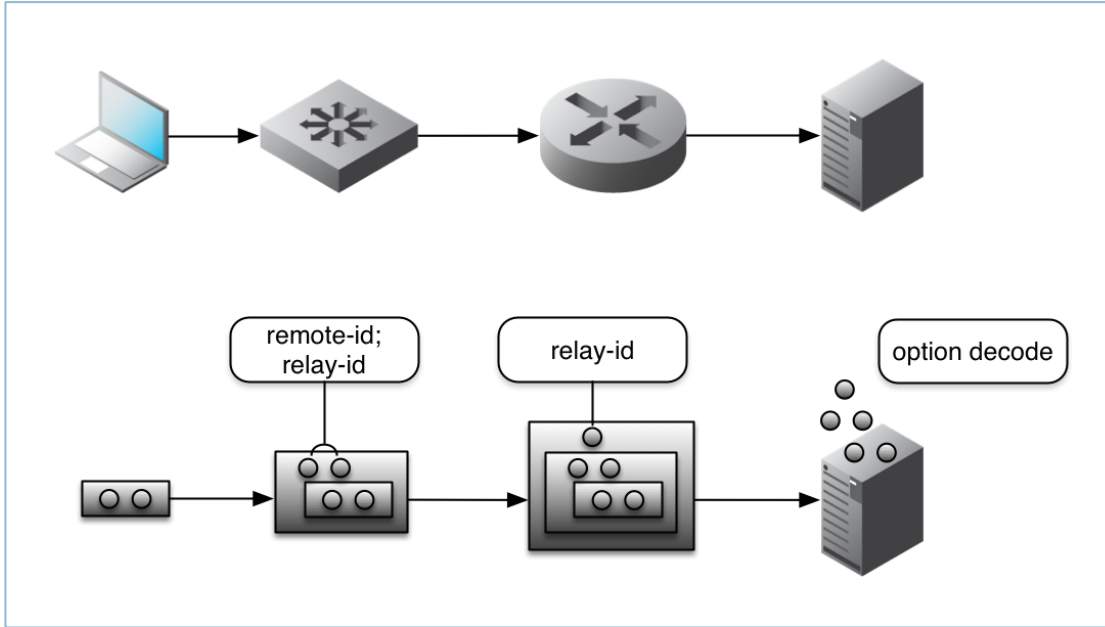 remote-id;
relay-id
relay-id
option decode